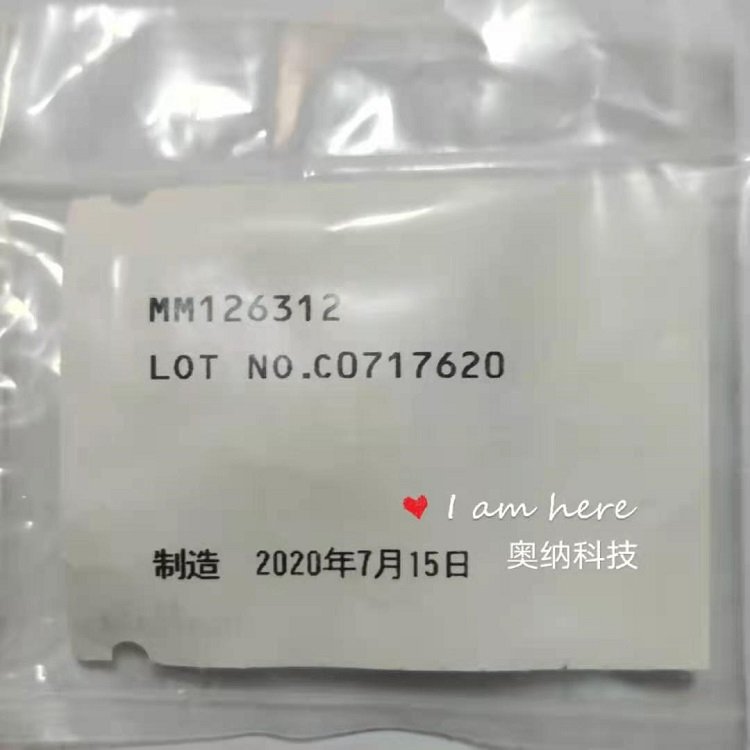 MM126312
LOT NO.C0717620
I am here
奥纳科技
制造 2020年7月15日